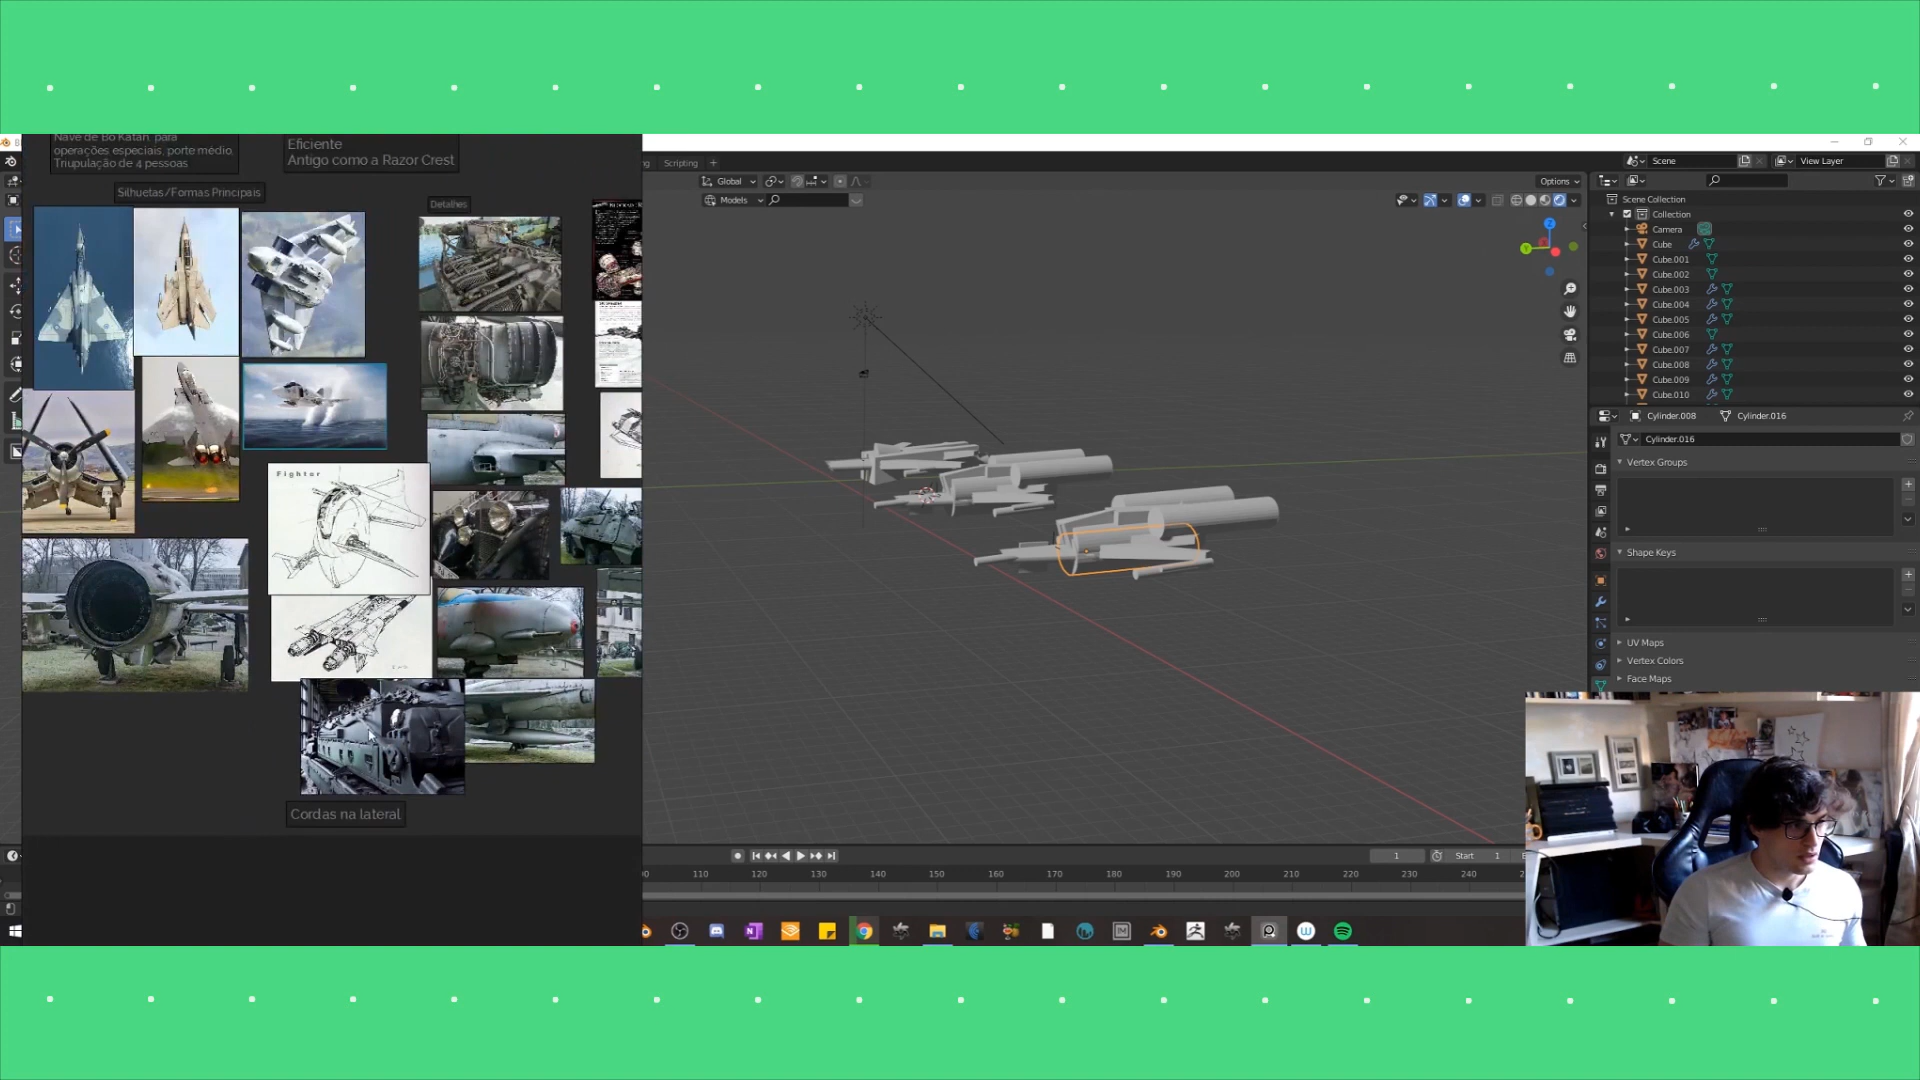 Nave de Bo Katan, para
operações especiais, porte médio,
Triupulação de 4 pessoas
Eficiente
Antigo como a Razor Crest
Silhuetas/Formas Principais
Detalhes
Fighter
Cordas na lateral
Scripting
+
Scene
View Layer
Global
Options
Models
Scene Collection
Collection
Camera
Cube
Cube.001
Cube.002
Cube.003
Cube.004
Cube.005
Cube.006
Cube.007
Cube.008
Cube.009
Cube.010
Cylinder.008
Cylinder.016
Cylinder.016
Vertex Groups
Shape Keys
UV Maps
Vertex Colors
Face Maps
1
Start
1
110
120
130
140
150
160
170
180
190
200
210
220
230
240